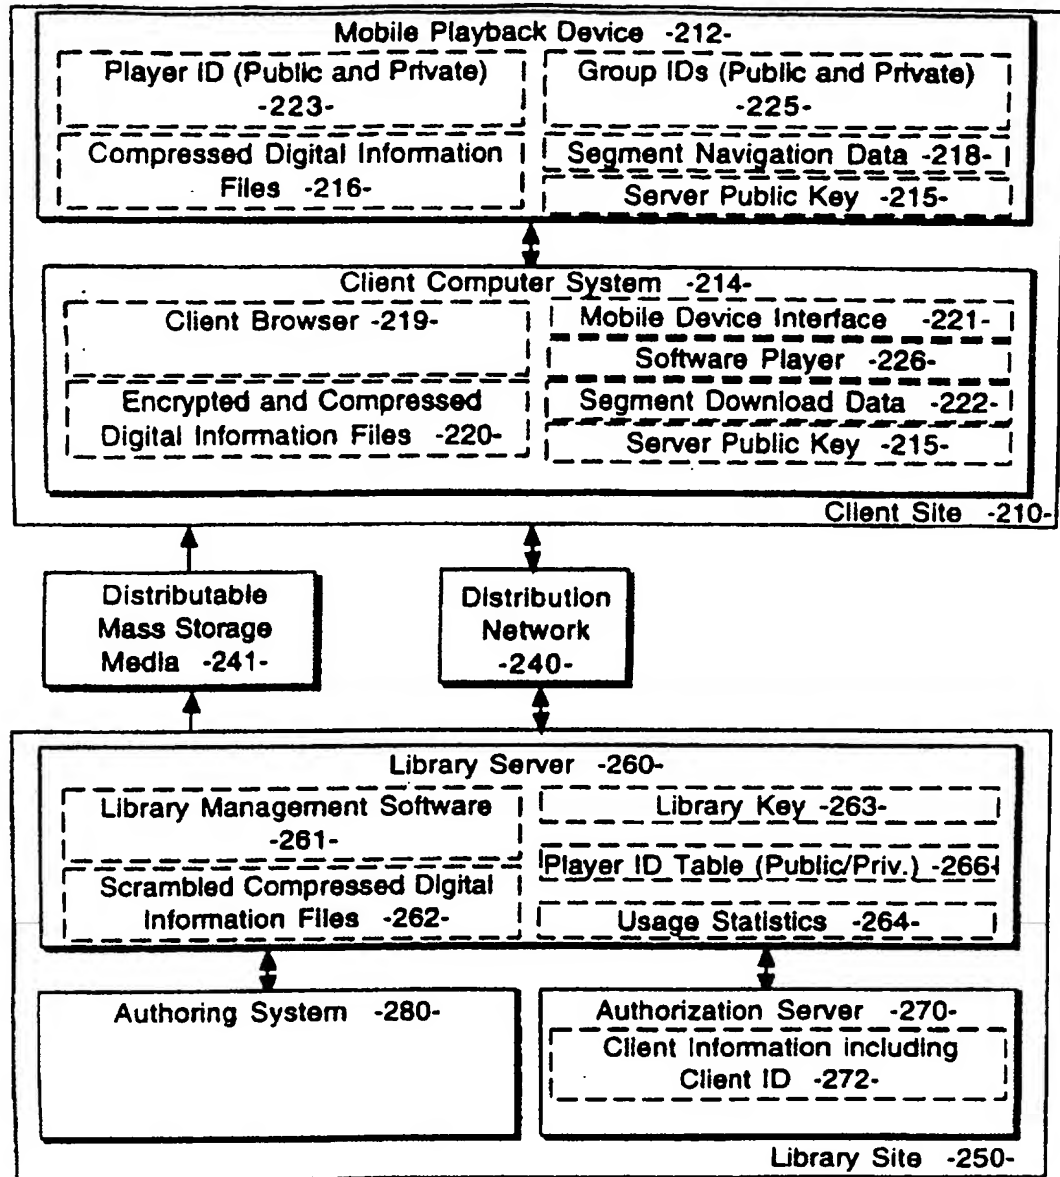 Mobile Playback Device -212-
Player ID (Public and Private)
-223-
Group IDs (Public and Private)
-225-
Compressed Digital Information
Files -216-
Segment Navigation Data -218-
Server Public Key -215-
Client Computer System -214-
Client Browser -219-
Mobile Device Interface -221-
Software Player -226-
Encrypted and Compressed
Digital Information Files -220-
Segment Download Data -222-
Server Public Key -215-
Client Site -210-
Distributable
Mass Storage
Media -241-
Distribution
Network
-240-
Library Server -260-
Library Management Software
-261-
Library Key -263-
Player ID Table (Public/Priv.) -266-
Scrambled Compressed Digital
Information Files -262-
Usage Statistics -264-
Authoring System -280-
Authorization Server -270-
Client Information including
Client ID -272-
Library Site -250-